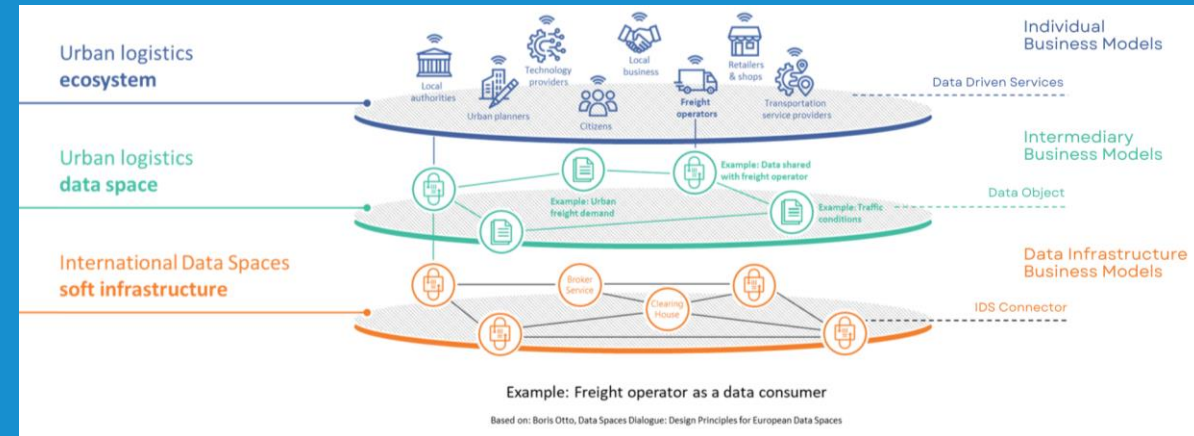 Urban logistics
ecosystem
Local
authorities
Urban planners
Technology
providers
Citizens
Local
business
Freight
operators
Retailers
& shops
Transportation
service providers
Individual
Business Models
Data Driven Services
Urban logistics
data space
Example: Urban
freight demand
Example: Data shared
with freight operator
Example: Traffic
conditions
Intermediary
Business Models
Data Object
International Data Spaces
soft infrastructure
Broker
Service
Clearing
House
Data Infrastructure
Business Models
IDS Connector
Example: Freight operator as a data consumer
Based on: Boris Otto, Data Spaces Dialogue: Design Principles for European Data Spaces